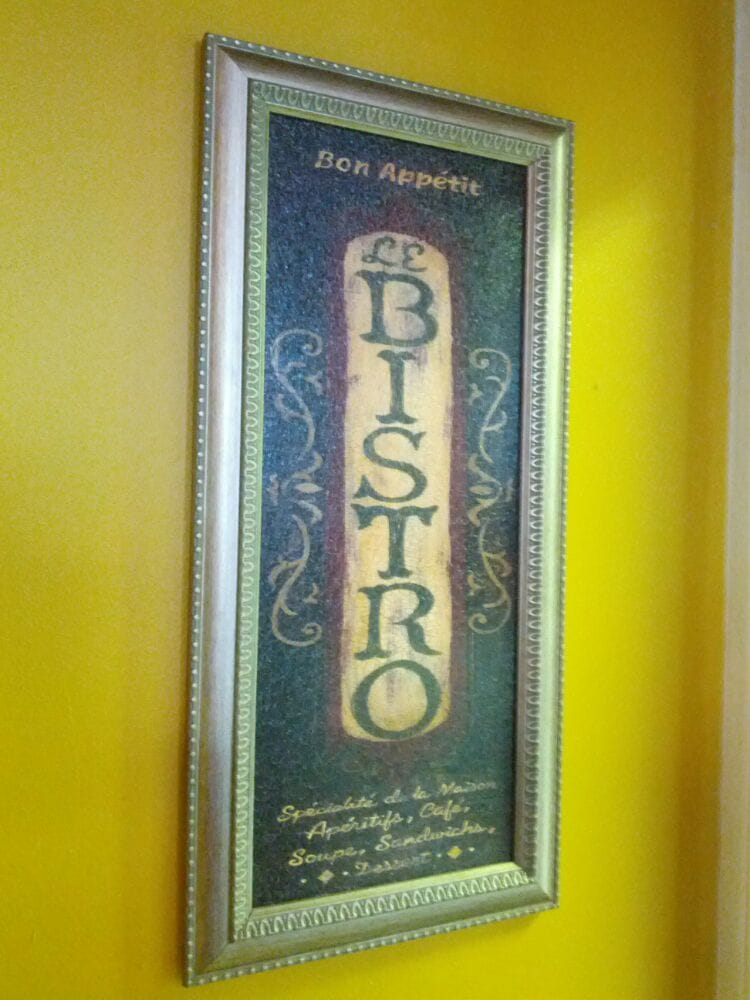 Bon Appétit
LE
BISTRO
Spécialité de la Maison
Apéritifs, Café,
Soupe, Sandwichs,
Dessert